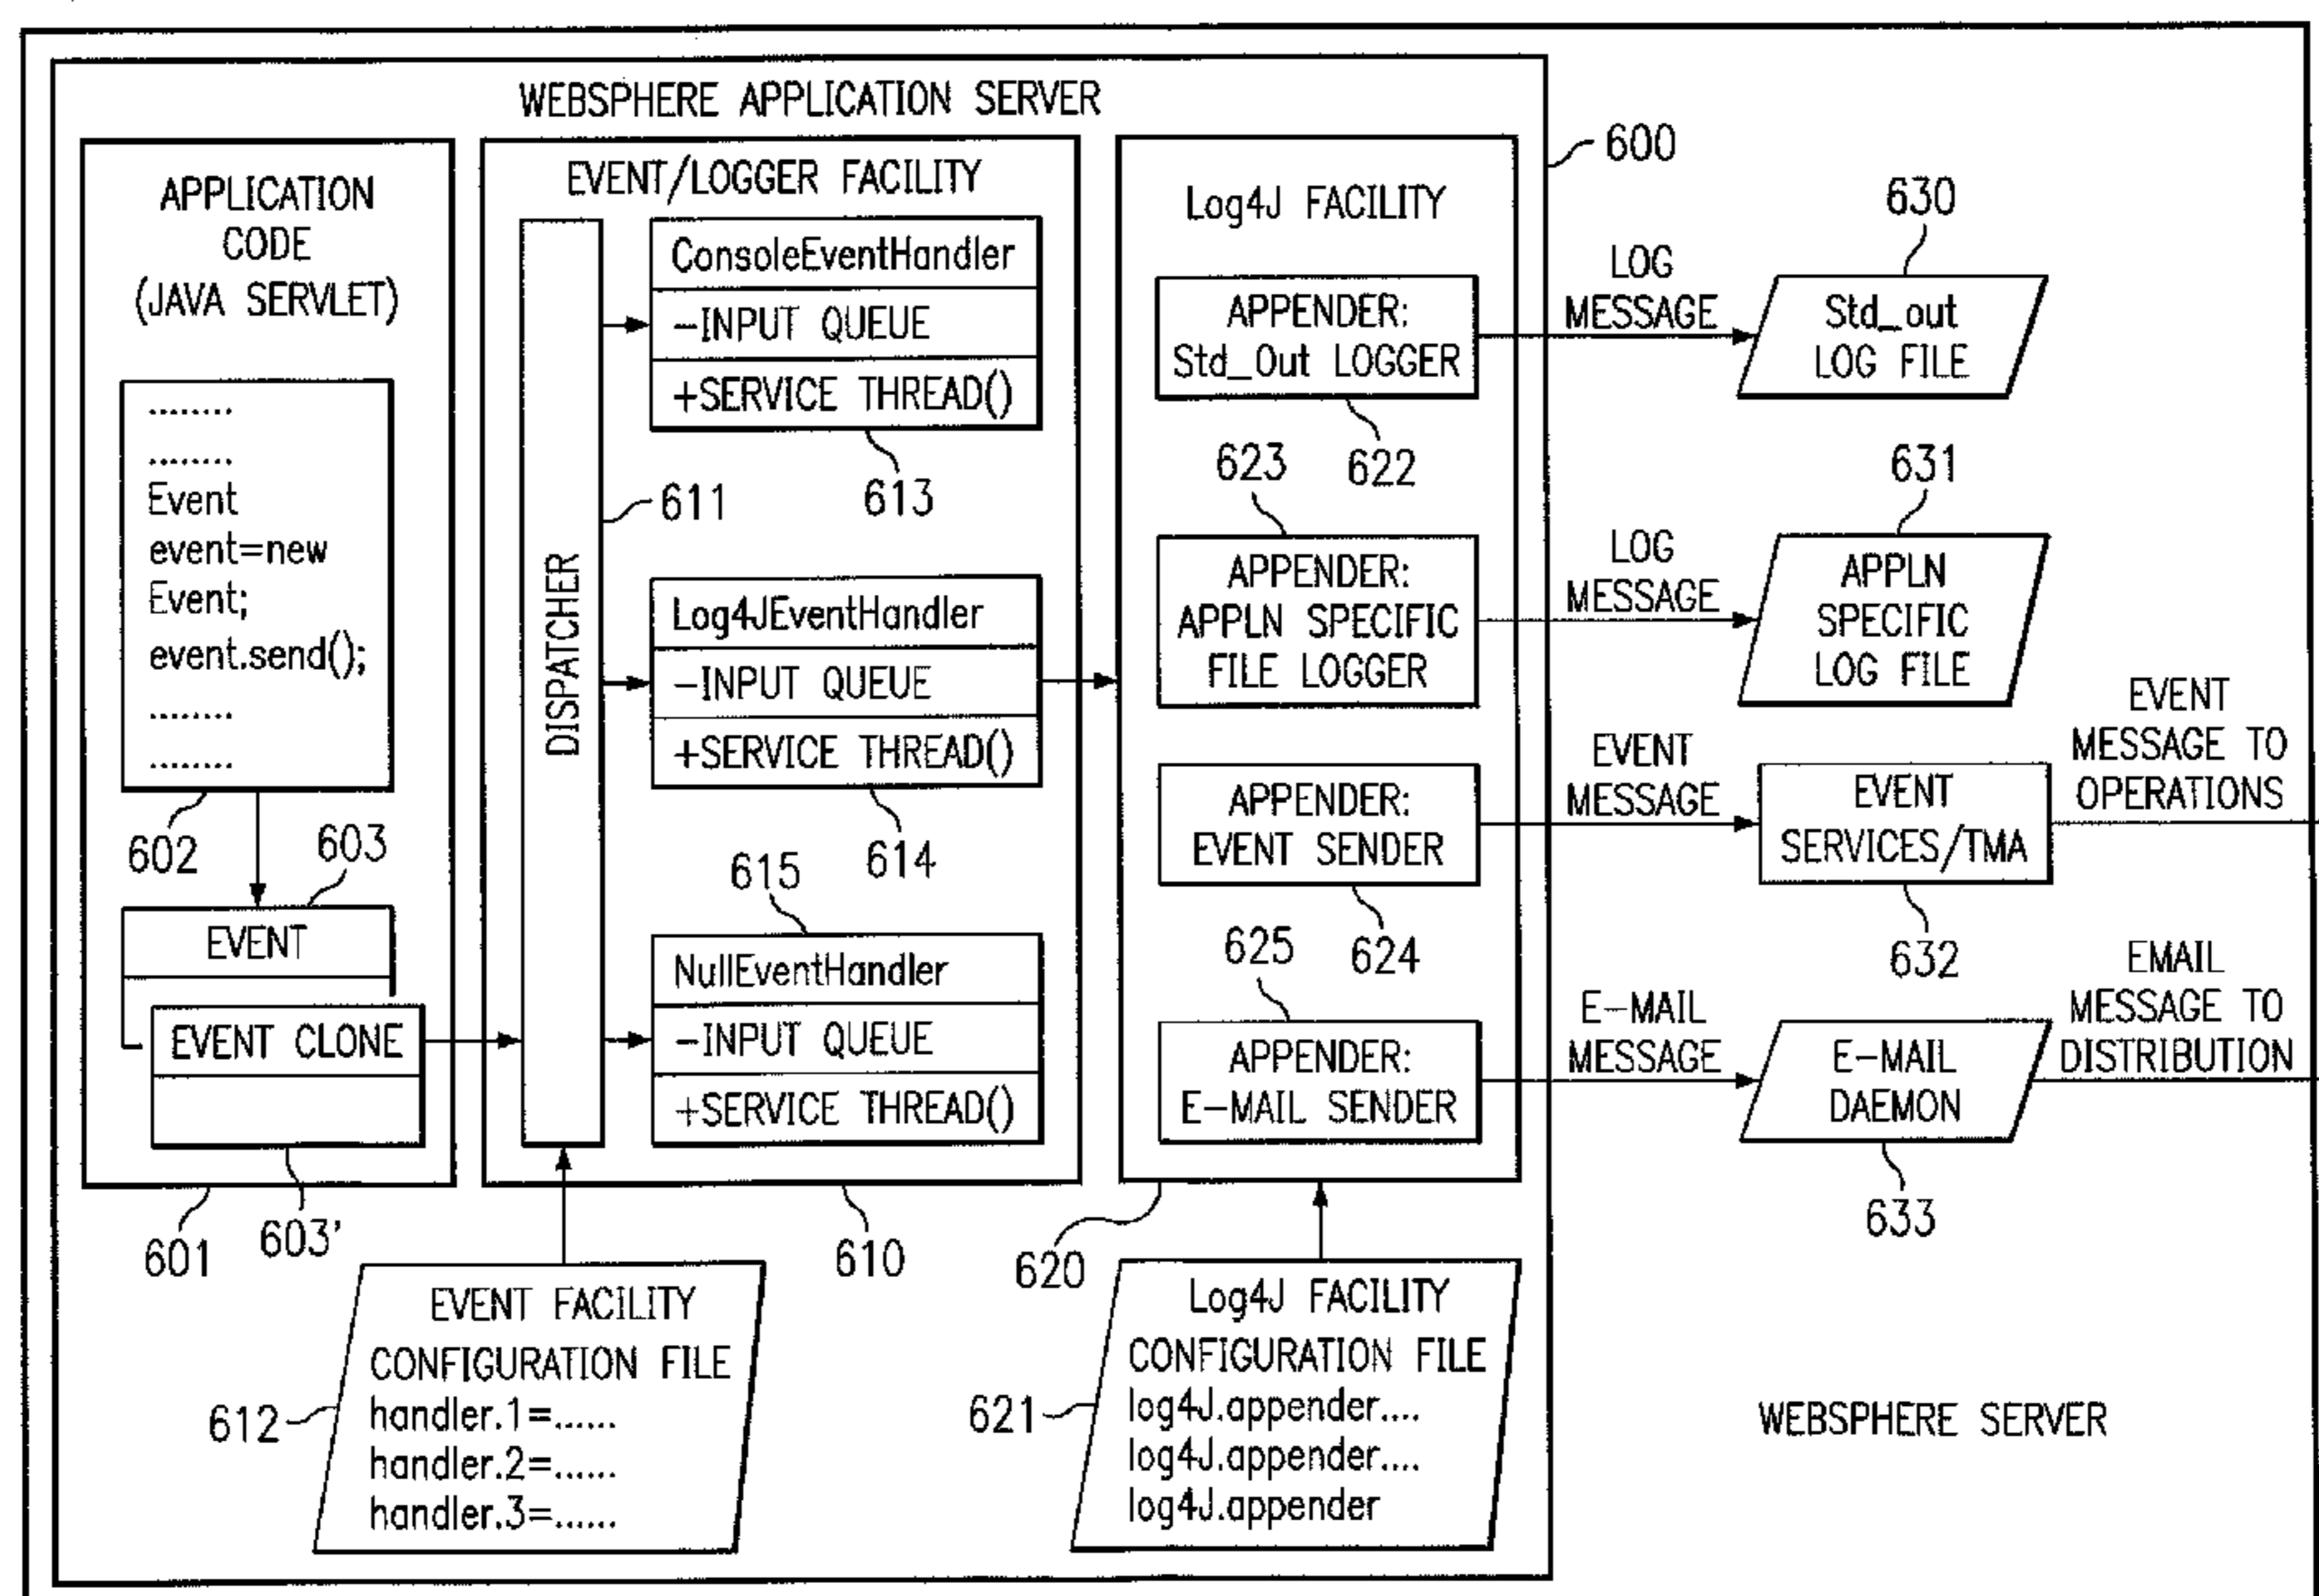 WEBSPHERE APPLICATION SERVER
600
APPLICATION
CODE
(JAVA SERVLET)
........
........
Event
event=new
Event;
event.send();
........
........
602
603
EVENT
EVENT CLONE
601
603'
EVENT/LOGGER FACILITY
DISPATCHER
611
ConsoleEventHandler
-INPUT QUEUE
+SERVICE THREAD()
613
Log4JEventHandler
-INPUT QUEUE
+SERVICE THREAD()
614
615
NullEventHandler
-INPUT QUEUE
+SERVICE THREAD()
610
Log4J FACILITY
APPENDER:
Std_Out LOGGER
622
623
APPENDER:
APPLN SPECIFIC
FILE LOGGER
APPENDER:
EVENT SENDER
624
625
APPENDER:
E-MAIL SENDER
620
LOG
MESSAGE
630
Std_out
LOG FILE
LOG
MESSAGE
631
APPLN
SPECIFIC
LOG FILE
EVENT
MESSAGE
EVENT
SERVICES/TMA
632
EVENT
MESSAGE TO
OPERATIONS
E-MAIL
MESSAGE
E-MAIL
DAEMON
633
EMAIL
MESSAGE TO
DISTRIBUTION
612
EVENT FACILITY
CONFIGURATION FILE
handler.1=......
handler.2=......
handler.3=......
621
Log4J FACILITY
CONFIGURATION FILE
log4J.appender....
log4J.appender....
log4J.appender
WEBSPHERE SERVER